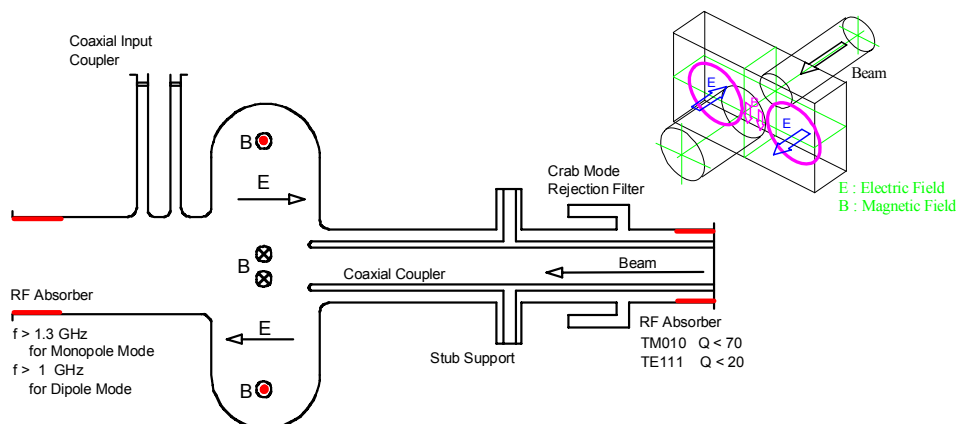 Coaxial Input
Coupler
B
E
B
E
B
RF Absorber
f > 1.3 GHz
for Monopole Mode
f > 1 GHz
for Dipole Mode
Coaxial Coupler
Beam
Stub Support
Crab Mode
Rejection Filter
RF Absorber
TM010 Q < 70
TE111 Q < 20
E
B
E
Beam
E : Electric Field
B : Magnetic Field